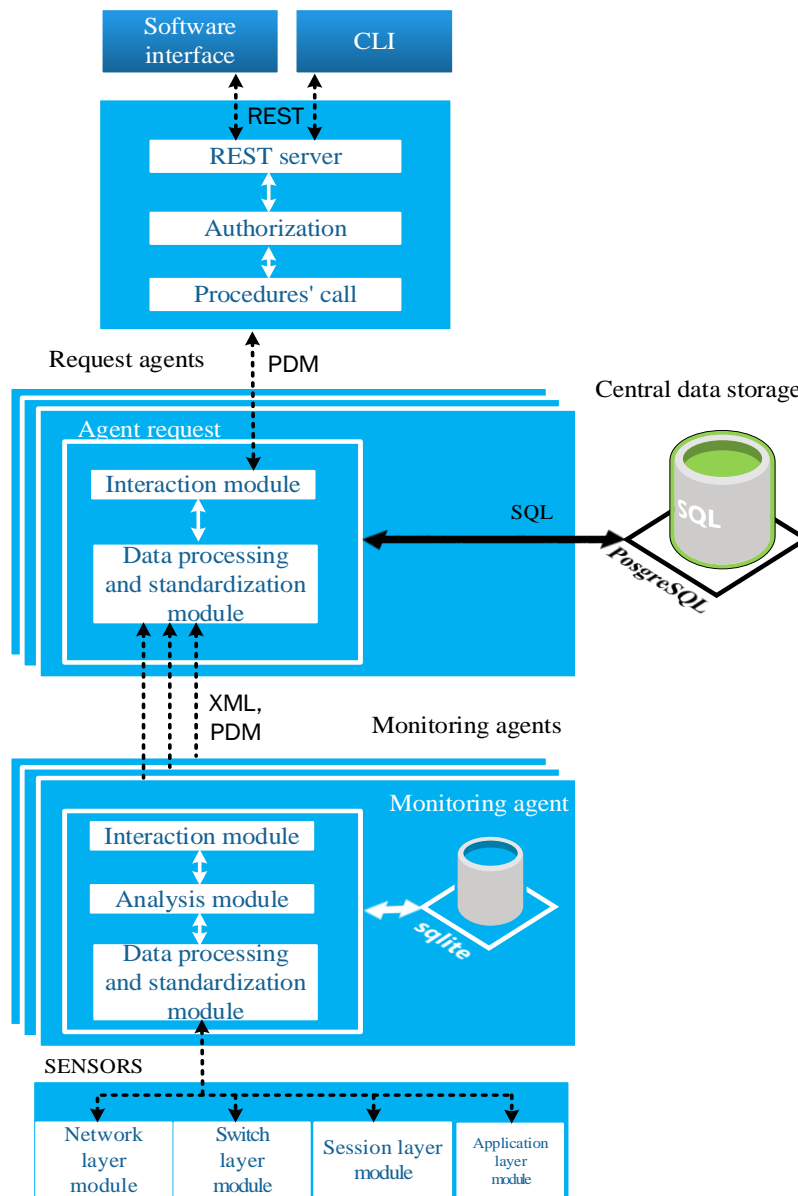 Software
interface
CLI
REST
REST server
Authorization
Procedures' call
Request agents
PDM
Central data storage
Agent request
Interaction module
SQL
SQL
Data processing
and standardization
module
PosgreSQL
XML,
PDM
Monitoring agents
Monitoring agent
Interaction module
Analysis module
sqlite
Data processing
and standardization
module
SENSORS
Network
layer
module
Switch
layer
module
Session layer
module
Application
layer
module